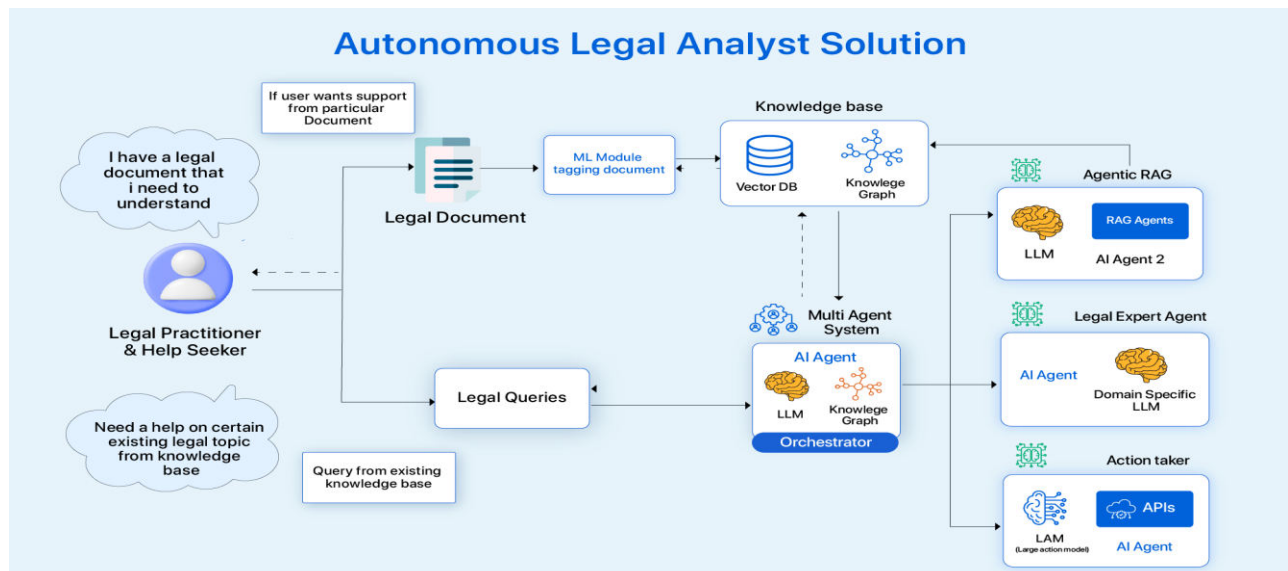 Autonomous Legal Analyst Solution
If user wants support
from particular
Document
I have a legal
document that
i need to
understand
Legal Document
ML Module
tagging document
Knowledge base
Vector DB
Knowlege
Graph
Agentic RAG
LLM
RAG Agents
AI Agent 2
Legal Practitioner
& Help Seeker
Multi Agent
System
AI Agent
LLM
Knowlege
Graph
Orchestrator
Legal Expert Agent
AI Agent
Domain Specific
LLM
Legal Queries
Need a help on certain
existing legal topic
from knowledge
base
Query from existing
knowledge base
Action taker
LAM
(Large action model)
APIs
AI Agent